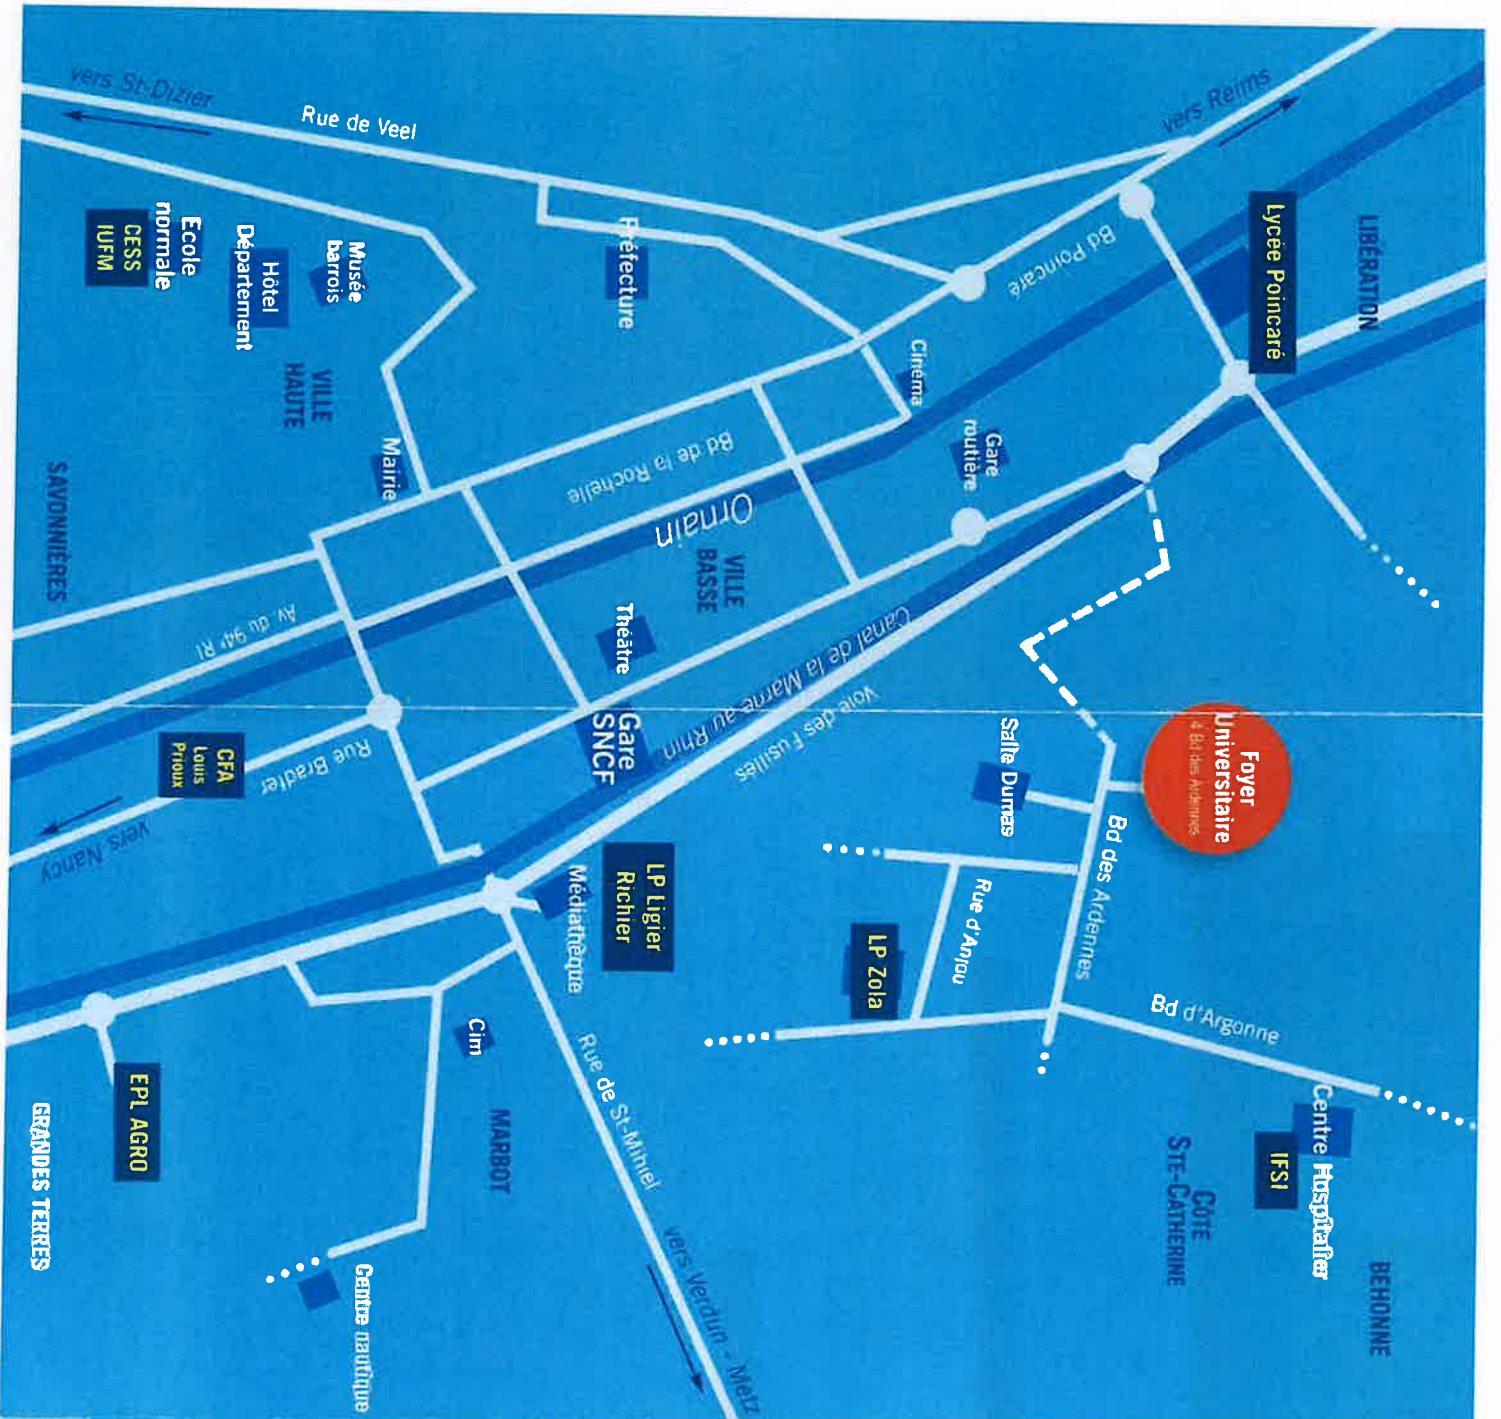 vers St-Dizier
Rue de Veel
vers Reims
Lycée Poincaré
LIBÉRATION
Bd Poincaré
Préfecture
Musée
barrois
Hôtel
Département
Ecole
normale
CESS
IUFM
VILLE
HAUTE
Cinéma
Gare
routière
Mairie
Bd de la Rochelle
Ornain
VILLE
BASSE
SAVONNIÈRES
Av. du 94e RI
Théâtre
Canal de la Marne au Rhin
Voie des Fusillés
Gare
SNCF
Foyer
Universitaire
4 Bd des Ardennes
Salle Dumas
Bd des Ardennes
Rue Bradfer
CFA
Louis
Prioux
vers Nancy
LP Ligier
Richier
Médiathèque
Rue d'Anjou
LP Zola
Bd d'Argonne
Cim
Rue de St-Mihiel
MARBOT
EPL AGRO
GRANDES TERRES
Centre Hospitalier
IFSI
CÔTE
STE-CATHERINE
BEHONNE
vers Verdun - Metz
Centre nautique